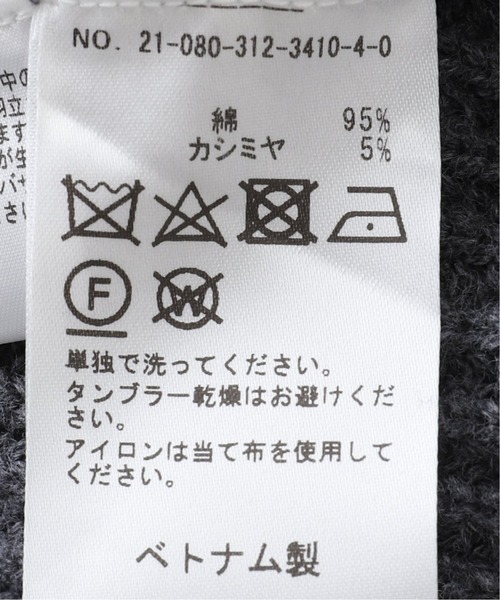 NO. 21-080-312-3410-4-0
綿 95%
カシミヤ 5%
F
W
単独で洗ってください。
タンブラー乾燥はお避けくだ
さい。
アイロンは当て布を使用して
ください。
ベトナム製